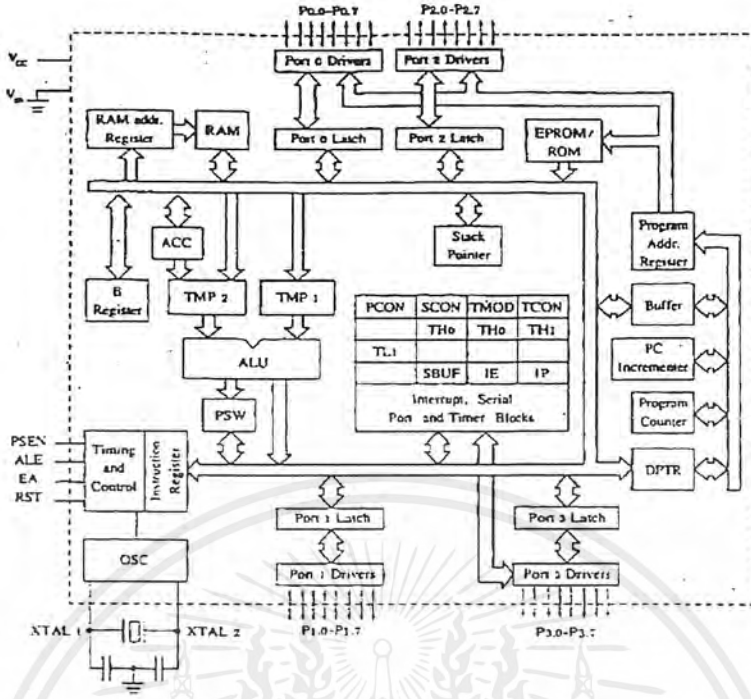 P0.0-P0.7 P2.0-P2.7
VCC
Port 0 Drivers
Port 2 Drivers
RAM addr. Register
RAM
Port 0 Latch
Port 2 Latch
EPROM / ROM
ACC
Stack Pointer
Program Addr. Register
B Register
TMP 2
TMP 1
PCON SCON TMOD TCON
TH0 TH0 TH1
TL1
SBUF IE IP
Interrupt, Serial
Port and Timer Blocks
Buffer
ALU
PC Incrementer
PSW
Program Counter
PSEN
ALE
EA
RST
Timing and Control
Instruction Register
DPTR
Port 1 Latch
Port 3 Latch
OSC
Port 1 Drivers
Port 3 Drivers
XTAL 1
XTAL 2
P1.0-P1.7
P3.0-P3.7